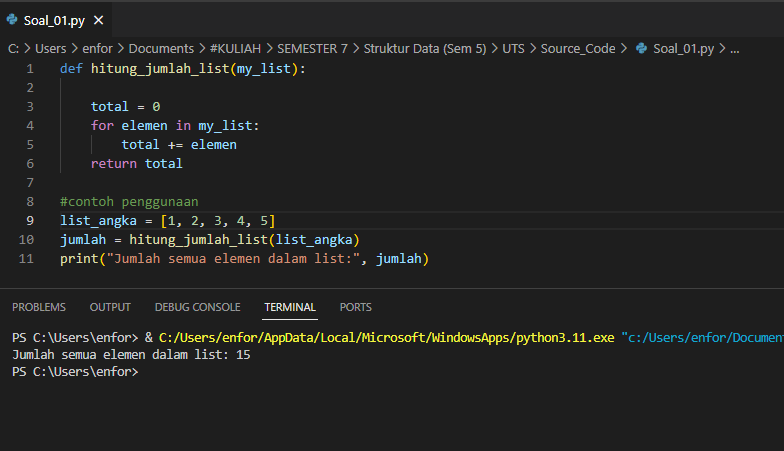 Soal_01.py ×
C: > Users > enfor > Documents > #KULIAH > SEMESTER 7 > Struktur Data (Sem 5) > UTS > Source_Code > Soal_01.py > ...
1 def hitung_jumlah_list(my_list):
2
3     total = 0
4     for elemen in my_list:
5         total += elemen
6     return total
7
8 #contoh penggunaan
9 list_angka = [1, 2, 3, 4, 5]
10 jumlah = hitung_jumlah_list(list_angka)
11 print("Jumlah semua elemen dalam list:", jumlah)
PROBLEMS OUTPUT DEBUG CONSOLE TERMINAL PORTS
PS C:\Users\enfor> & C:/Users/enfor/AppData/Local/Microsoft/WindowsApps/python3.11.exe "c:/Users/enfor/Documen
Jumlah semua elemen dalam list: 15
PS C:\Users\enfor>